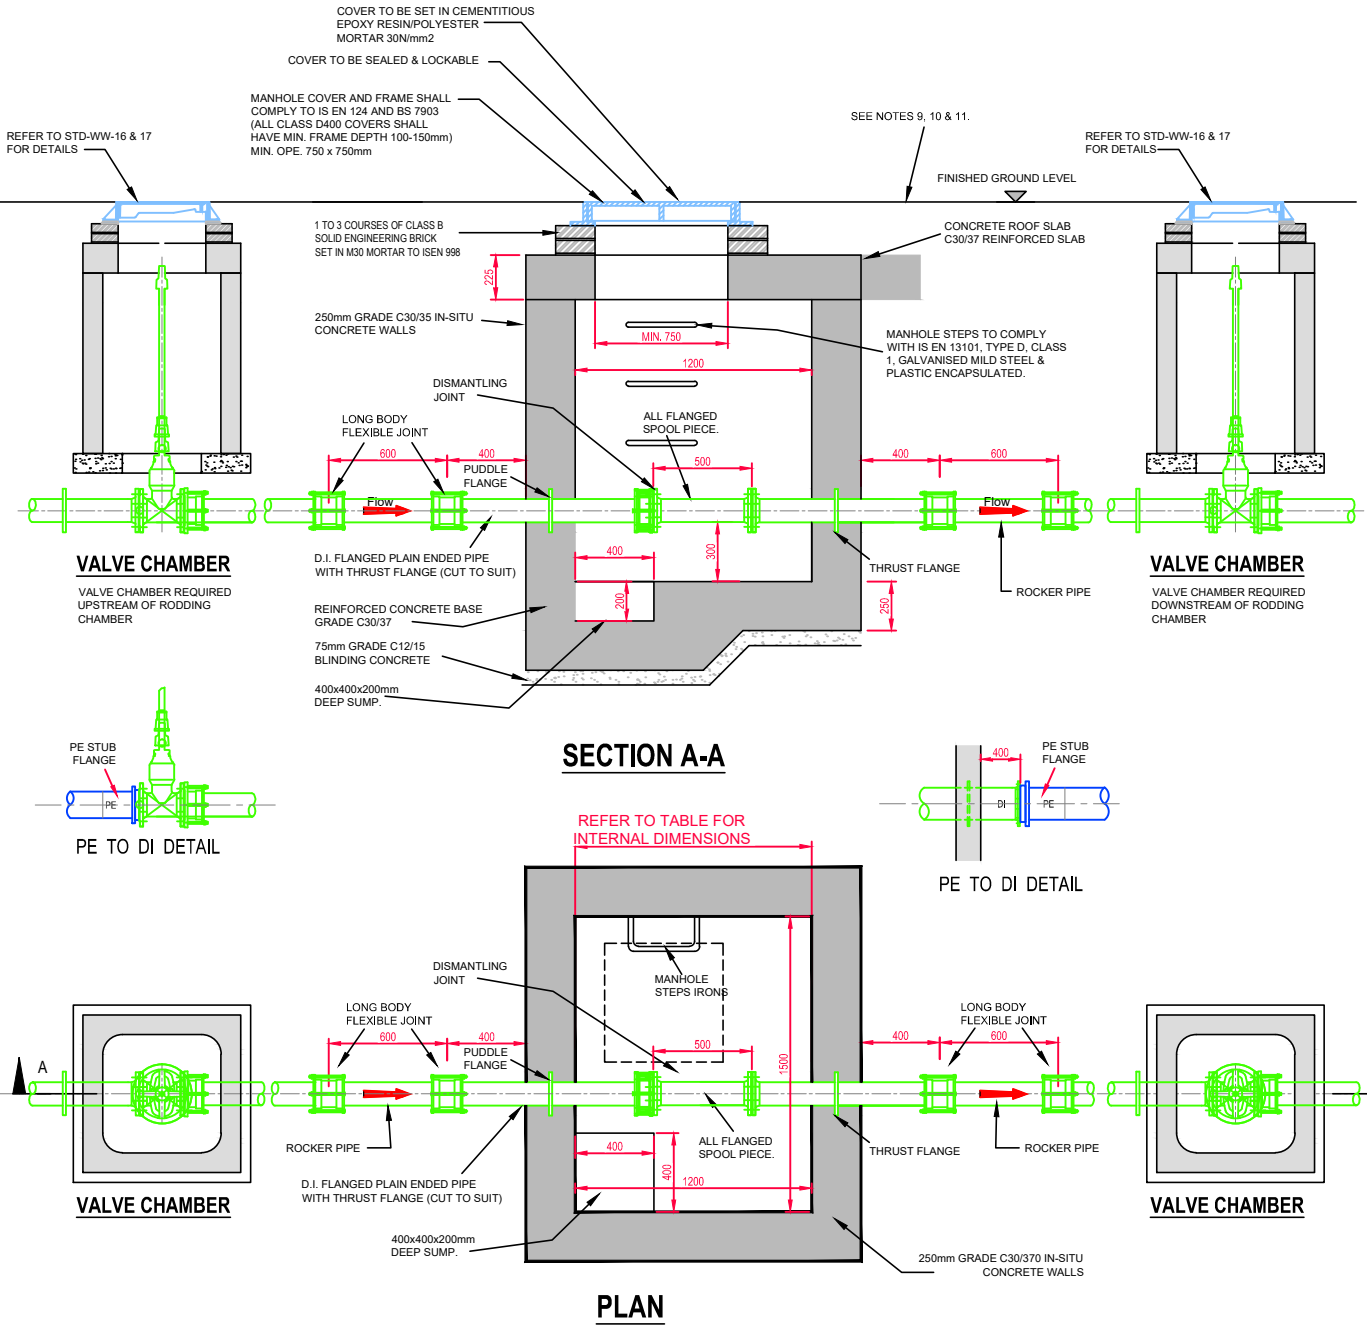 COVER TO BE SET IN CEMENTITIOUS
EPOXY RESIN/POLYESTER
MORTAR 30N/mm2
COVER TO BE SEALED & LOCKABLE
MANHOLE COVER AND FRAME SHALL
COMPLY TO IS EN 124 AND BS 7903
(ALL CLASS D400 COVERS SHALL
HAVE MIN. FRAME DEPTH 100-150mm)
MIN. OPE. 750 x 750mm
REFER TO STD-WW-16 & 17
FOR DETAILS
SEE NOTES 9, 10 & 11.
REFER TO STD-WW-16 & 17
FOR DETAILS
FINISHED GROUND LEVEL
1 TO 3 COURSES OF CLASS B
SOLID ENGINEERING BRICK
SET IN M30 MORTAR TO ISEN 998
CONCRETE ROOF SLAB
C30/37 REINFORCED SLAB
225
250mm GRADE C30/35 IN-SITU
CONCRETE WALLS
MIN. 750
1200
MANHOLE STEPS TO COMPLY
WITH IS EN 13101, TYPE D, CLASS
1, GALVANISED MILD STEEL &
PLASTIC ENCAPSULATED.
DISMANTLING
JOINT
LONG BODY
FLEXIBLE JOINT
ALL FLANGED
SPOOL PIECE.
600
400
PUDDLE
FLANGE
500
400
600
Flow
Flow
VALVE CHAMBER
VALVE CHAMBER REQUIRED
UPSTREAM OF RODDING
CHAMBER
D.I. FLANGED PLAIN ENDED PIPE
WITH THRUST FLANGE (CUT TO SUIT)
400
300
THRUST FLANGE
VALVE CHAMBER
VALVE CHAMBER REQUIRED
DOWNSTREAM OF RODDING
CHAMBER
ROCKER PIPE
200
250
REINFORCED CONCRETE BASE
GRADE C30/37
75mm GRADE C12/15
BLINDING CONCRETE
400x400x200mm
DEEP SUMP.
SECTION A-A
PE STUB
FLANGE
PE
PE TO DI DETAIL
400
PE STUB
FLANGE
DI
PE
PE TO DI DETAIL
REFER TO TABLE FOR
INTERNAL DIMENSIONS
DISMANTLING
JOINT
MANHOLE
STEPS IRONS
LONG BODY
FLEXIBLE JOINT
LONG BODY
FLEXIBLE JOINT
600
400
PUDDLE
FLANGE
500
1500
400
600
A
ROCKER PIPE
ALL FLANGED
SPOOL PIECE.
THRUST FLANGE
ROCKER PIPE
400
400
1200
D.I. FLANGED PLAIN ENDED PIPE
WITH THRUST FLANGE (CUT TO SUIT)
VALVE CHAMBER
VALVE CHAMBER
400x400x200mm
DEEP SUMP.
250mm GRADE C30/370 IN-SITU
CONCRETE WALLS
PLAN